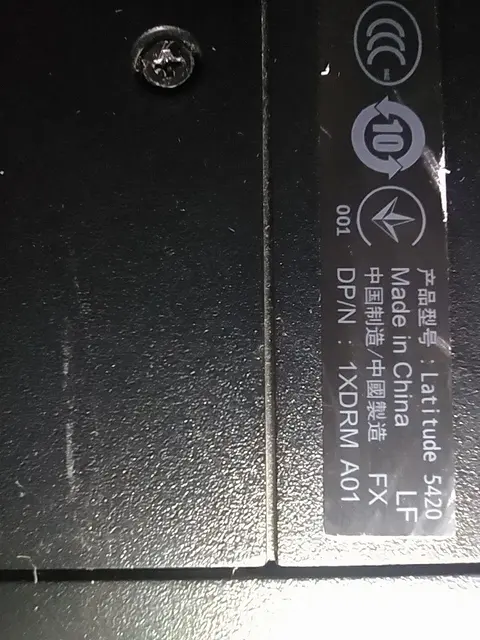 CCC
10
001
产品型号 : Latitude 5420
Made in China LF
中国制造/中國製造 FX
DP/N : 1XDRM A01